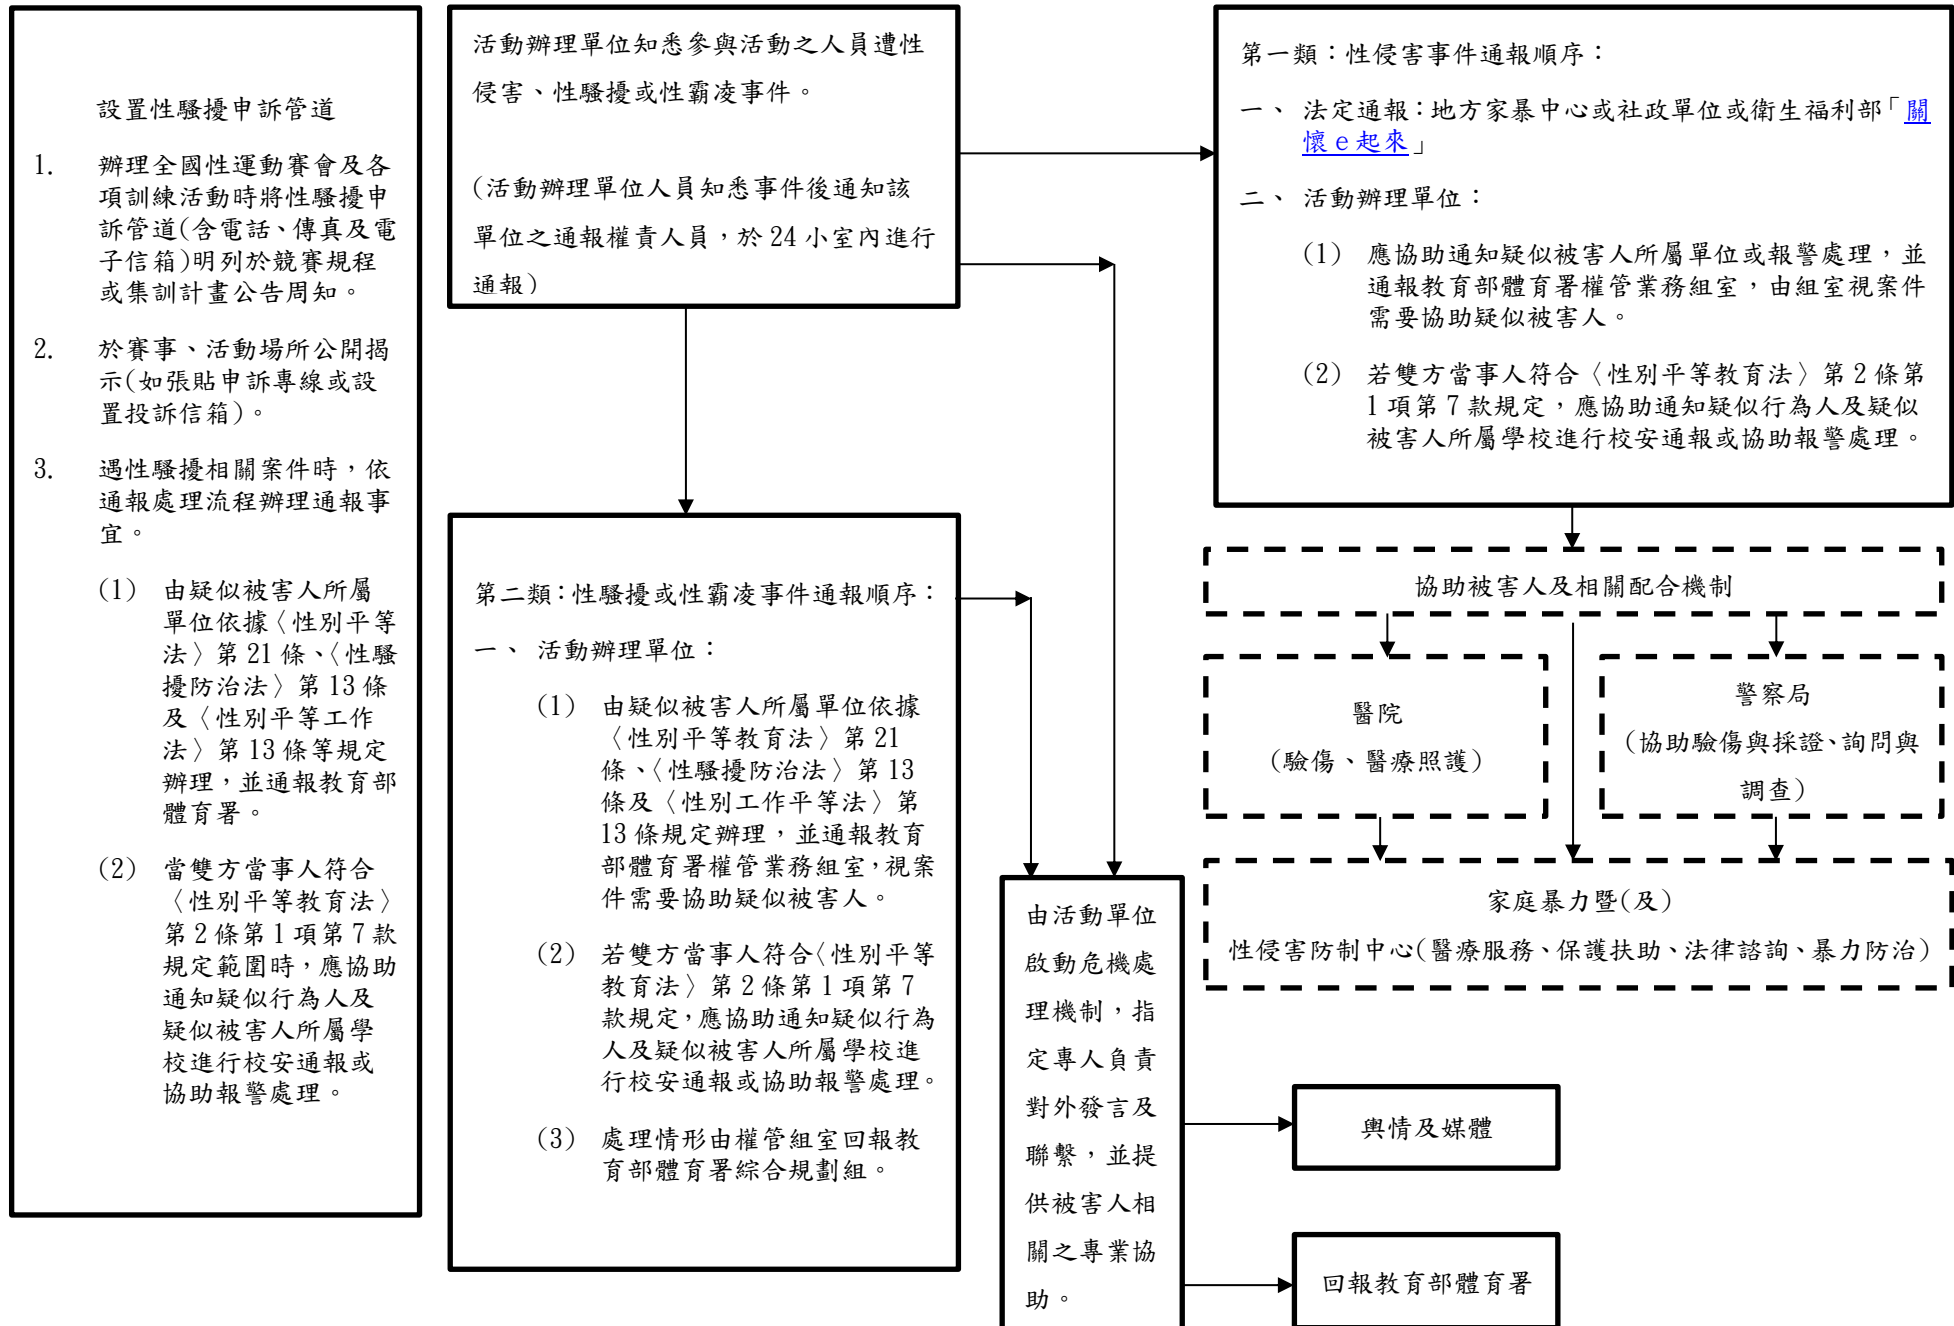 設置性騷擾申訴管道
1. 辦理全國性運動賽會及各
項訓練活動時將性騷擾申
訴管道(含電話、傳真及電
子信箱)明列於競賽規程
或集訓計畫公告周知。
2. 於賽事、活動場所公開揭
示(如張貼申訴專線或設
置投訴信箱)。
3. 遇性騷擾相關案件時，依
通報處理流程辦理通報事
宜。
(1) 由疑似被害人所屬
單位依據〈性別平等
法〉第 21 條、〈性騷
擾防治法〉第 13 條
及〈性別平等工作
法〉第 13 條等規定
辦理，並通報教育部
體育署。
(2) 當雙方當事人符合
〈性別平等教育法〉
第 2 條第 1 項第 7 款
規定範圍時，應協助
通知疑似行為人及
疑似被害人所屬學
校進行校安通報或
協助報警處理。
活動辦理單位知悉參與活動之人員遭性
侵害、性騷擾或性霸凌事件。
(活動辦理單位人員知悉事件後通知該
單位之通報權責人員，於 24 小室內進行
通報)
第二類：性騷擾或性霸凌事件通報順序：
一、 活動辦理單位：
(1) 由疑似被害人所屬單位依據
〈性別平等教育法〉第 21
條、〈性騷擾防治法〉第 13
條及〈性別工作平等法〉第
13 條規定辦理，並通報教育
部體育署權管業務組室，視案
件需要協助疑似被害人。
(2) 若雙方當事人符合〈性別平等
教育法〉第 2 條第 1 項第 7
款規定，應協助通知疑似行為
人及疑似被害人所屬學校進
行校安通報或協助報警處理。
(3) 處理情形由權管組室回報教
育部體育署綜合規劃組。
第一類：性侵害事件通報順序：
一、 法定通報：地方家暴中心或社政單位或衛生福利部「關
懷 e 起來」
二、 活動辦理單位：
(1) 應協助通知疑似被害人所屬單位或報警處理，並
通報教育部體育署權管業務組室，由組室視案件
需要協助疑似被害人。
(2) 若雙方當事人符合〈性別平等教育法〉第 2 條第
1 項第 7 款規定，應協助通知疑似行為人及疑似
被害人所屬學校進行校安通報或協助報警處理。
協助被害人及相關配合機制
醫院
(驗傷、醫療照護)
警察局
(協助驗傷與採證、詢問與
調查)
家庭暴力暨(及)
性侵害防制中心(醫療服務、保護扶助、法律諮詢、暴力防治)
由活動單位
啟動危機處
理機制，指
定專人負責
對外發言及
聯繫，並提
供被害人相
關之專業協
助。
輿情及媒體
回報教育部體育署